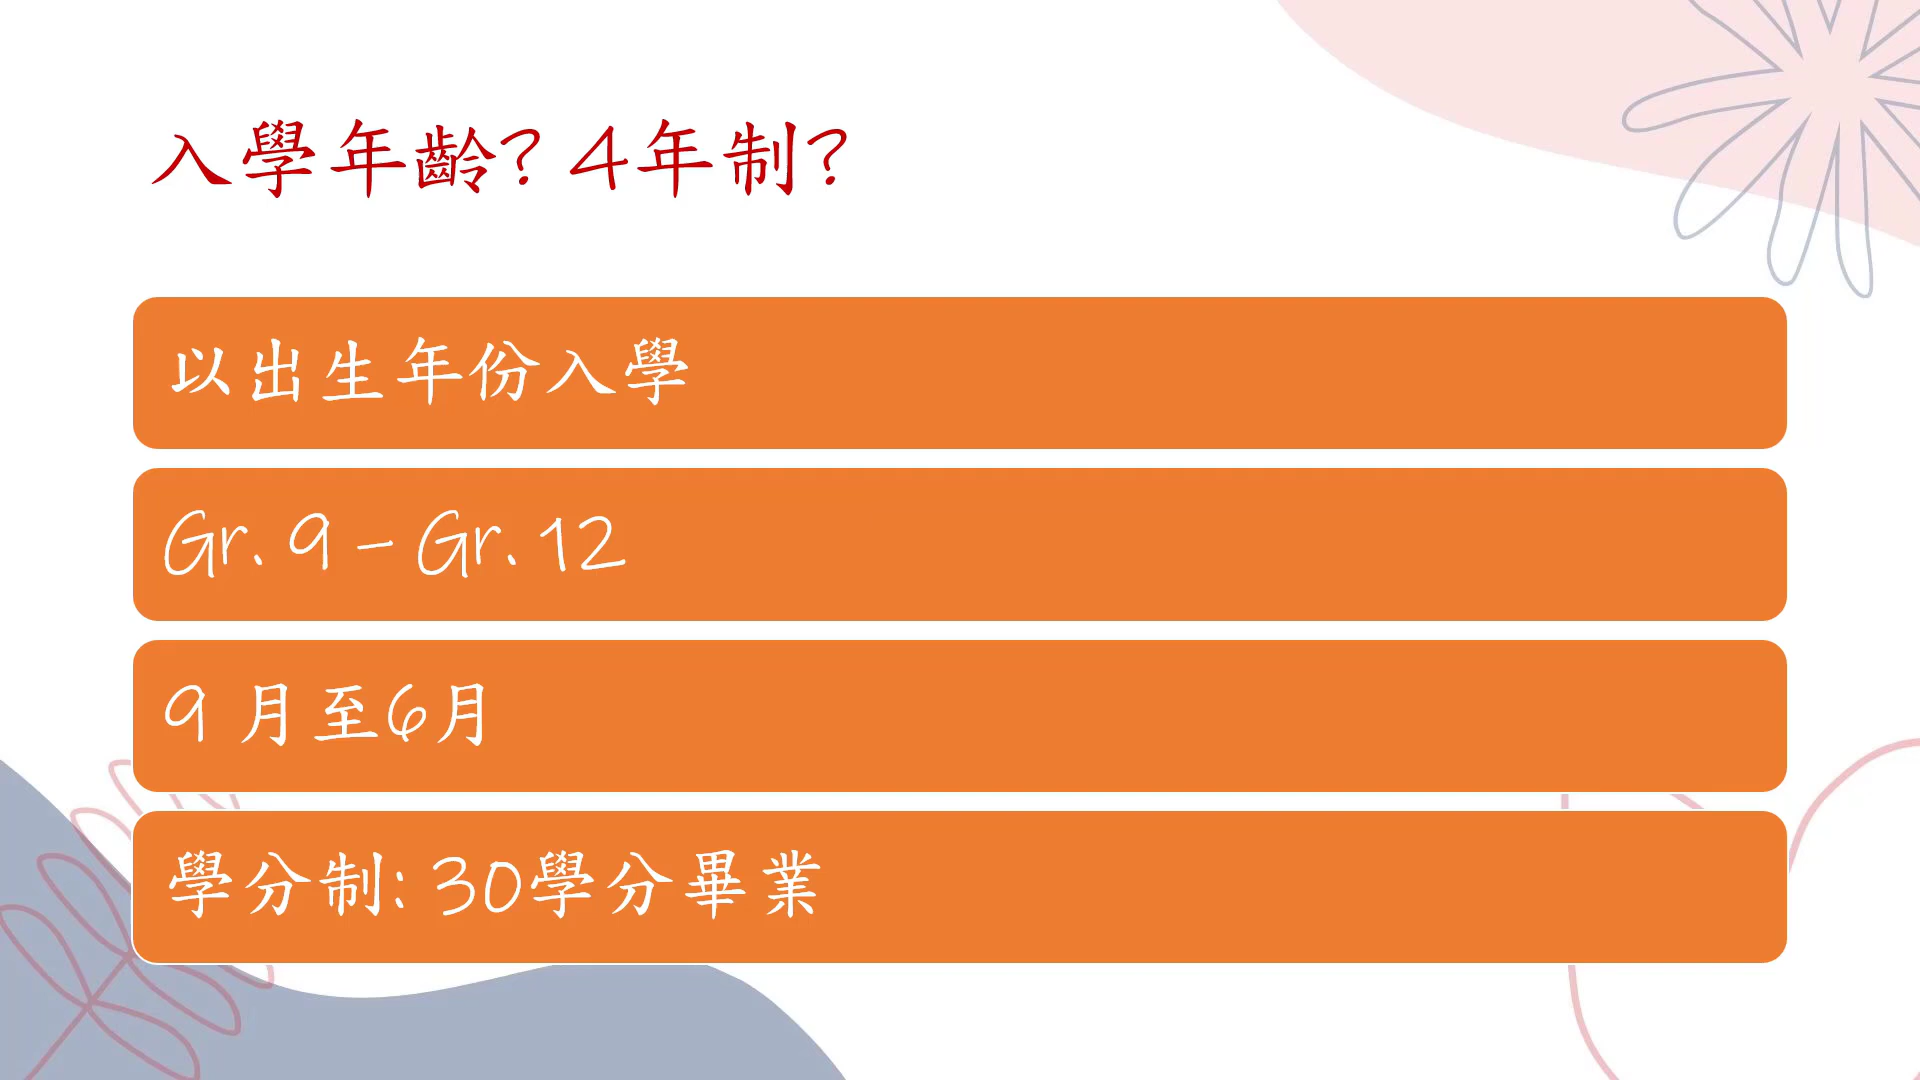 入學年齡? 4年制?
以出生年份入學
Gr. 9 – Gr. 12
9 月至6月
學分制: 30學分畢業